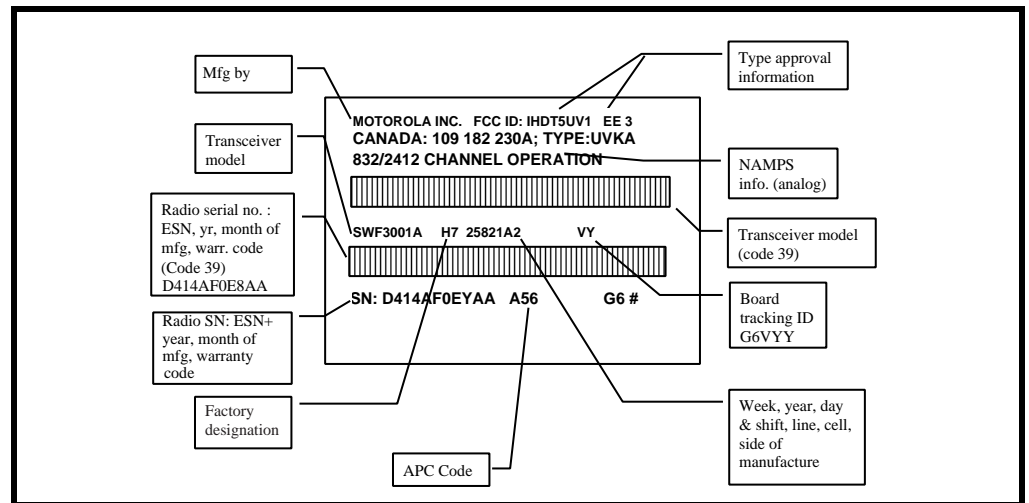 Mfg by
Type approval
information
MOTOROLA INC. FCC ID: IHDT5UV1 EE 3
CANADA: 109 182 230A; TYPE:UVKA
832/2412 CHANNEL OPERATION
Transceiver
model
NAMPS
info. (analog)
Radio serial no. :
ESN, yr, month of
mfg, warr. code
(Code 39)
D414AF0E8AA
SWF3001A H7 25821A2 VY
Transceiver model
(code 39)
SN: D414AF0EYAA A56 G6 #
Radio SN: ESN+
year, month of
mfg, warranty
code
Board
tracking ID
G6VYY
Factory
designation
APC Code
Week, year, day
& shift, line, cell,
side of
manufacture